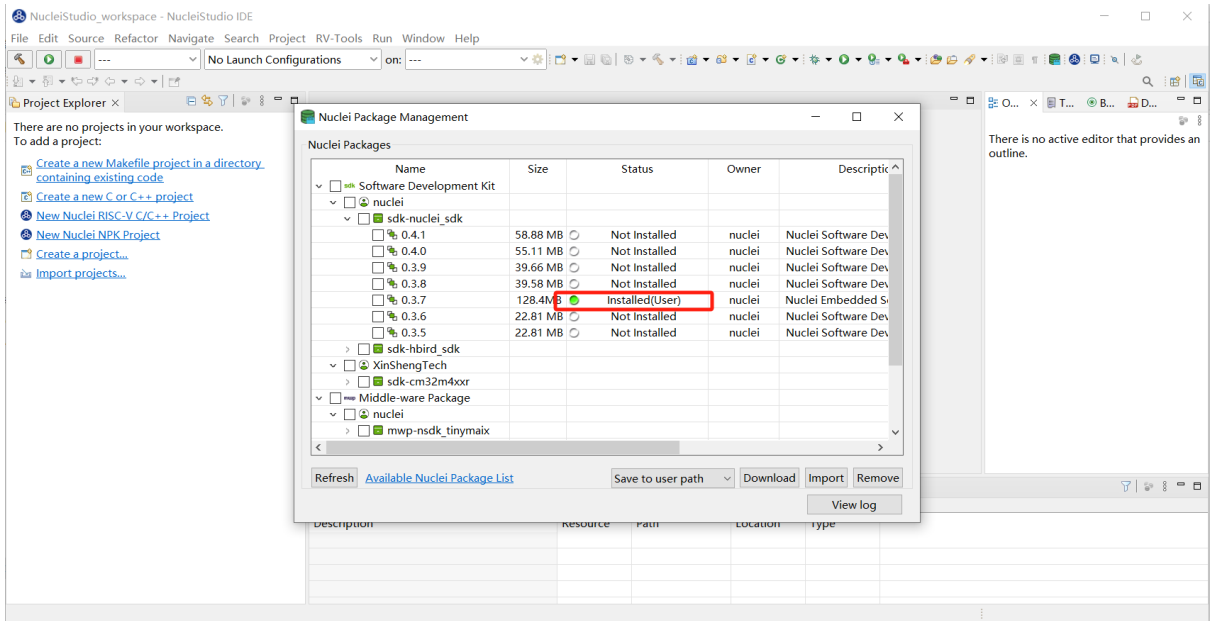 NucleiStudio_workspace - NucleiStudio IDE
File Edit Source Refactor Navigate Search Project RV-Tools Run Window Help
--- No Launch Configurations on: ---
Project Explorer
O... T... B... D...
There are no projects in your workspace.
To add a project:
Create a new Makefile project in a directory
containing existing code
Create a new C or C++ project
New Nuclei RISC-V C/C++ Project
New Nuclei NPK Project
Create a project...
Import projects...
There is no active editor that provides an
outline.
Nuclei Package Management
Nuclei Packages
Name Size Status Owner Descriptic
sdk Software Development Kit
nuclei
sdk-nuclei_sdk
0.4.1 58.88 MB Not Installed nuclei Nuclei Software Dev
0.4.0 55.11 MB Not Installed nuclei Nuclei Software Dev
0.3.9 39.66 MB Not Installed nuclei Nuclei Software Dev
0.3.8 39.58 MB Not Installed nuclei Nuclei Software Dev
0.3.7 128.4MB Installed(User) nuclei Nuclei Embedded S
0.3.6 22.81 MB Not Installed nuclei Nuclei Software Dev
0.3.5 22.81 MB Not Installed nuclei Nuclei Software Dev
sdk-hbird_sdk
XinShengTech
sdk-cm32m4xxr
Middle-ware Package
nuclei
mwp-nsdk_tinymaix
Refresh Available Nuclei Package List Save to user path Download Import Remove
View log
Description Resource Path Location Type